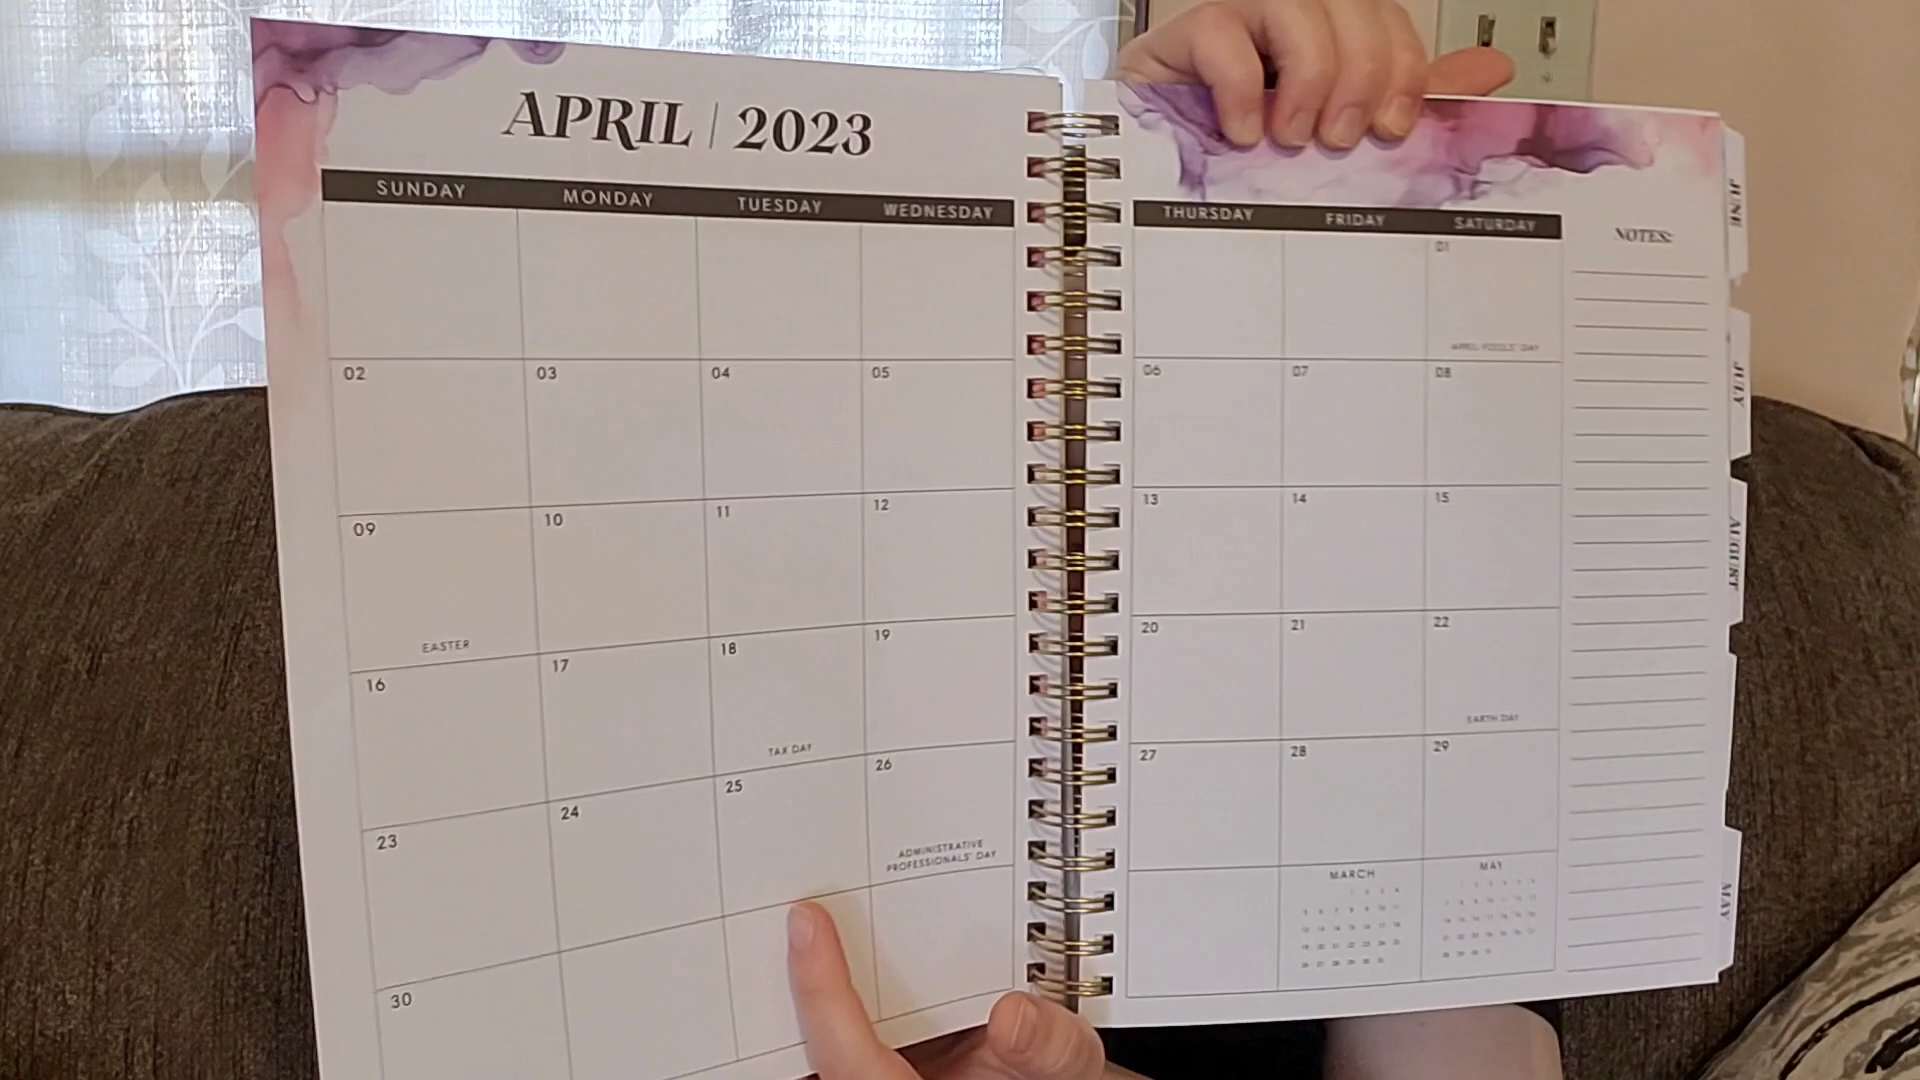 APRIL | 2023
SUNDAY MONDAY TUESDAY WEDNESDAY THURSDAY FRIDAY SATURDAY
NOTES:
01
APRIL FOOLS' DAY
02 03 04 05 06 07 08
09 10 11 12 13 14 15
EASTER
16 17 18 19 20 21 22
TAX DAY EARTH DAY
23 24 25 26 27 28 29
ADMINISTRATIVE
PROFESSIONALS' DAY
30
MARCH MAY
JUNE
JULY
AUGUST
MAY